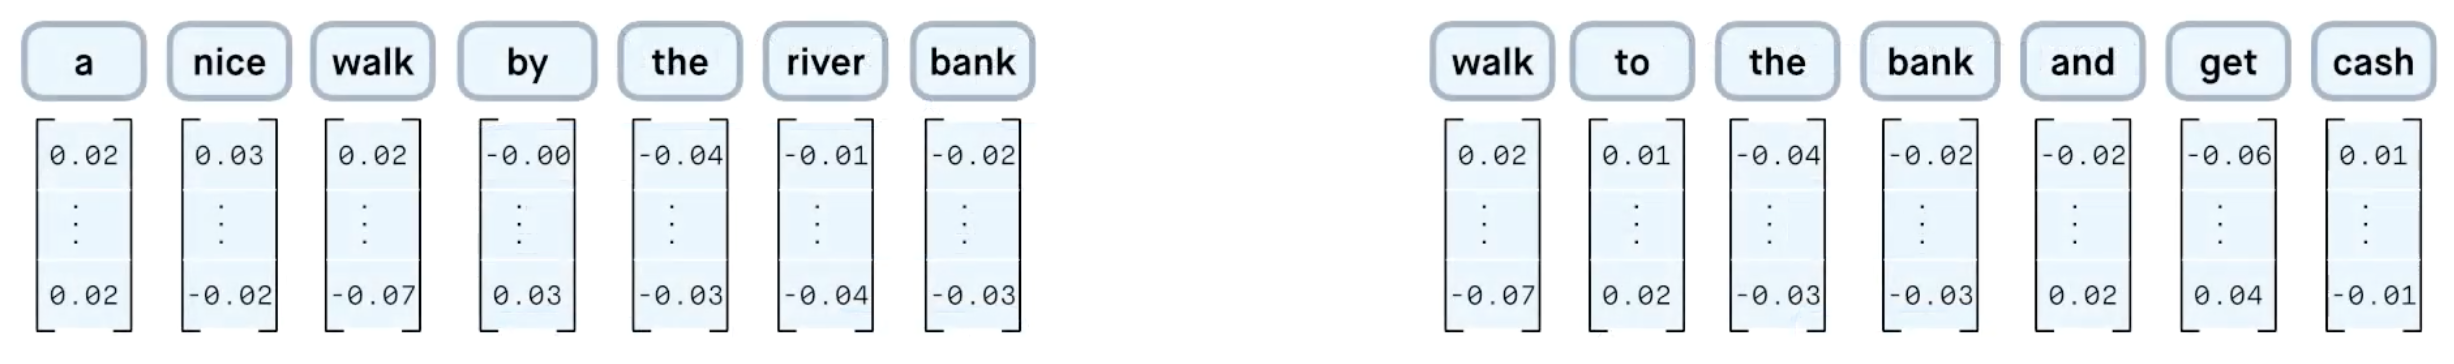 a nice walk by the river bank walk to the bank and get cash
0.02 0.03 0.02 -0.00 -0.04 -0.01 -0.02 0.02 0.01 -0.04 -0.02 -0.02 -0.06 0.01
⋮ ⋮ ⋮ ⋮ ⋮ ⋮ ⋮ ⋮ ⋮ ⋮ ⋮ ⋮ ⋮ ⋮
0.02 -0.02 -0.07 0.03 -0.03 -0.04 -0.03 -0.07 0.02 -0.03 -0.03 0.02 0.04 -0.01